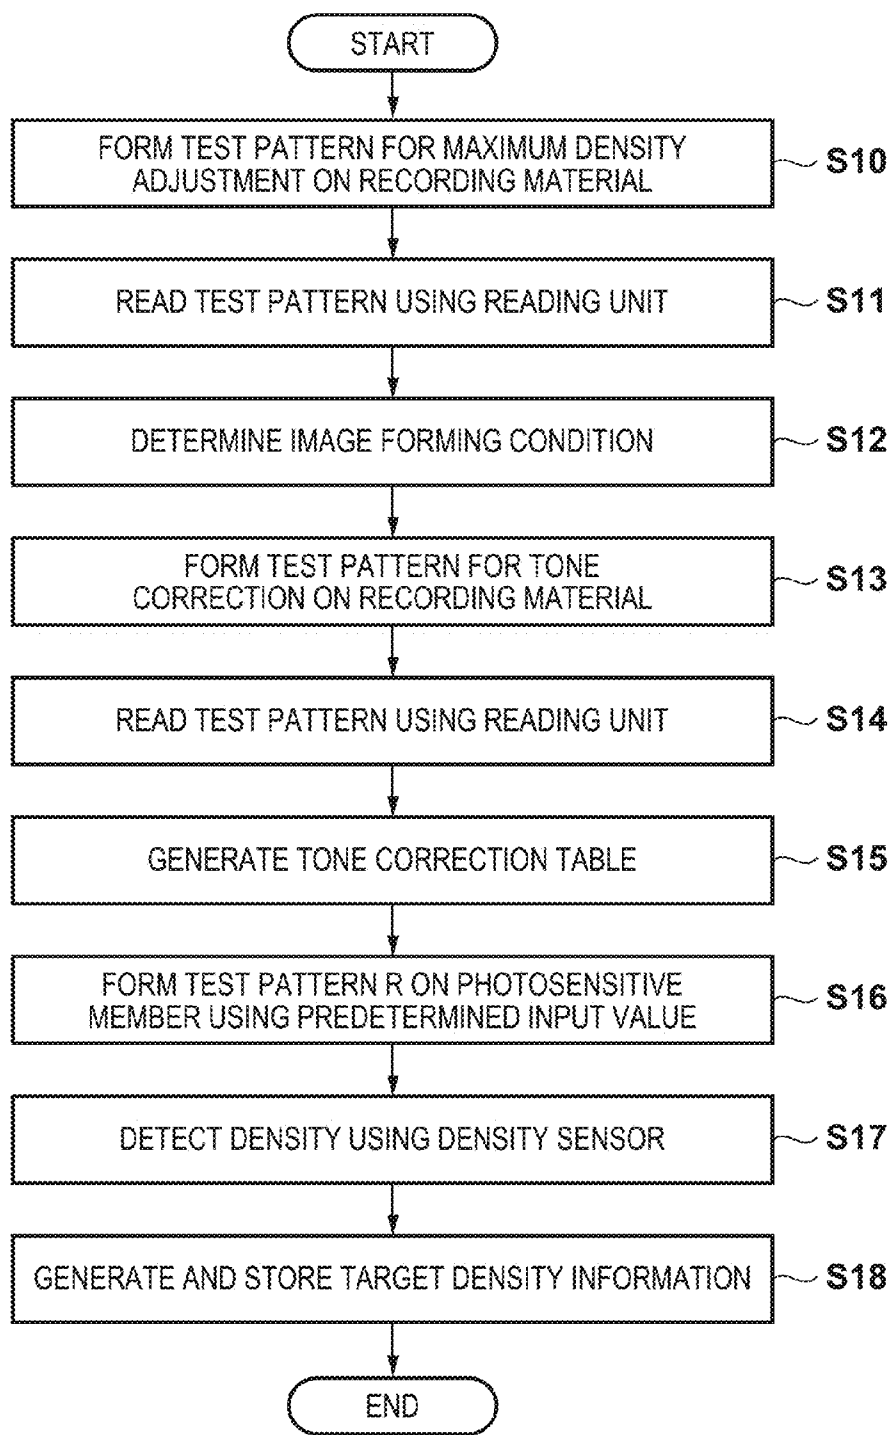 START
FORM TEST PATTERN FOR MAXIMUM DENSITY
ADJUSTMENT ON RECORDING MATERIAL
S10
READ TEST PATTERN USING READING UNIT
S11
DETERMINE IMAGE FORMING CONDITION
S12
FORM TEST PATTERN FOR TONE
CORRECTION ON RECORDING MATERIAL
S13
READ TEST PATTERN USING READING UNIT
S14
GENERATE TONE CORRECTION TABLE
S15
FORM TEST PATTERN R ON PHOTOSENSITIVE
MEMBER USING PREDETERMINED INPUT VALUE
S16
DETECT DENSITY USING DENSITY SENSOR
S17
GENERATE AND STORE TARGET DENSITY INFORMATION
S18
END